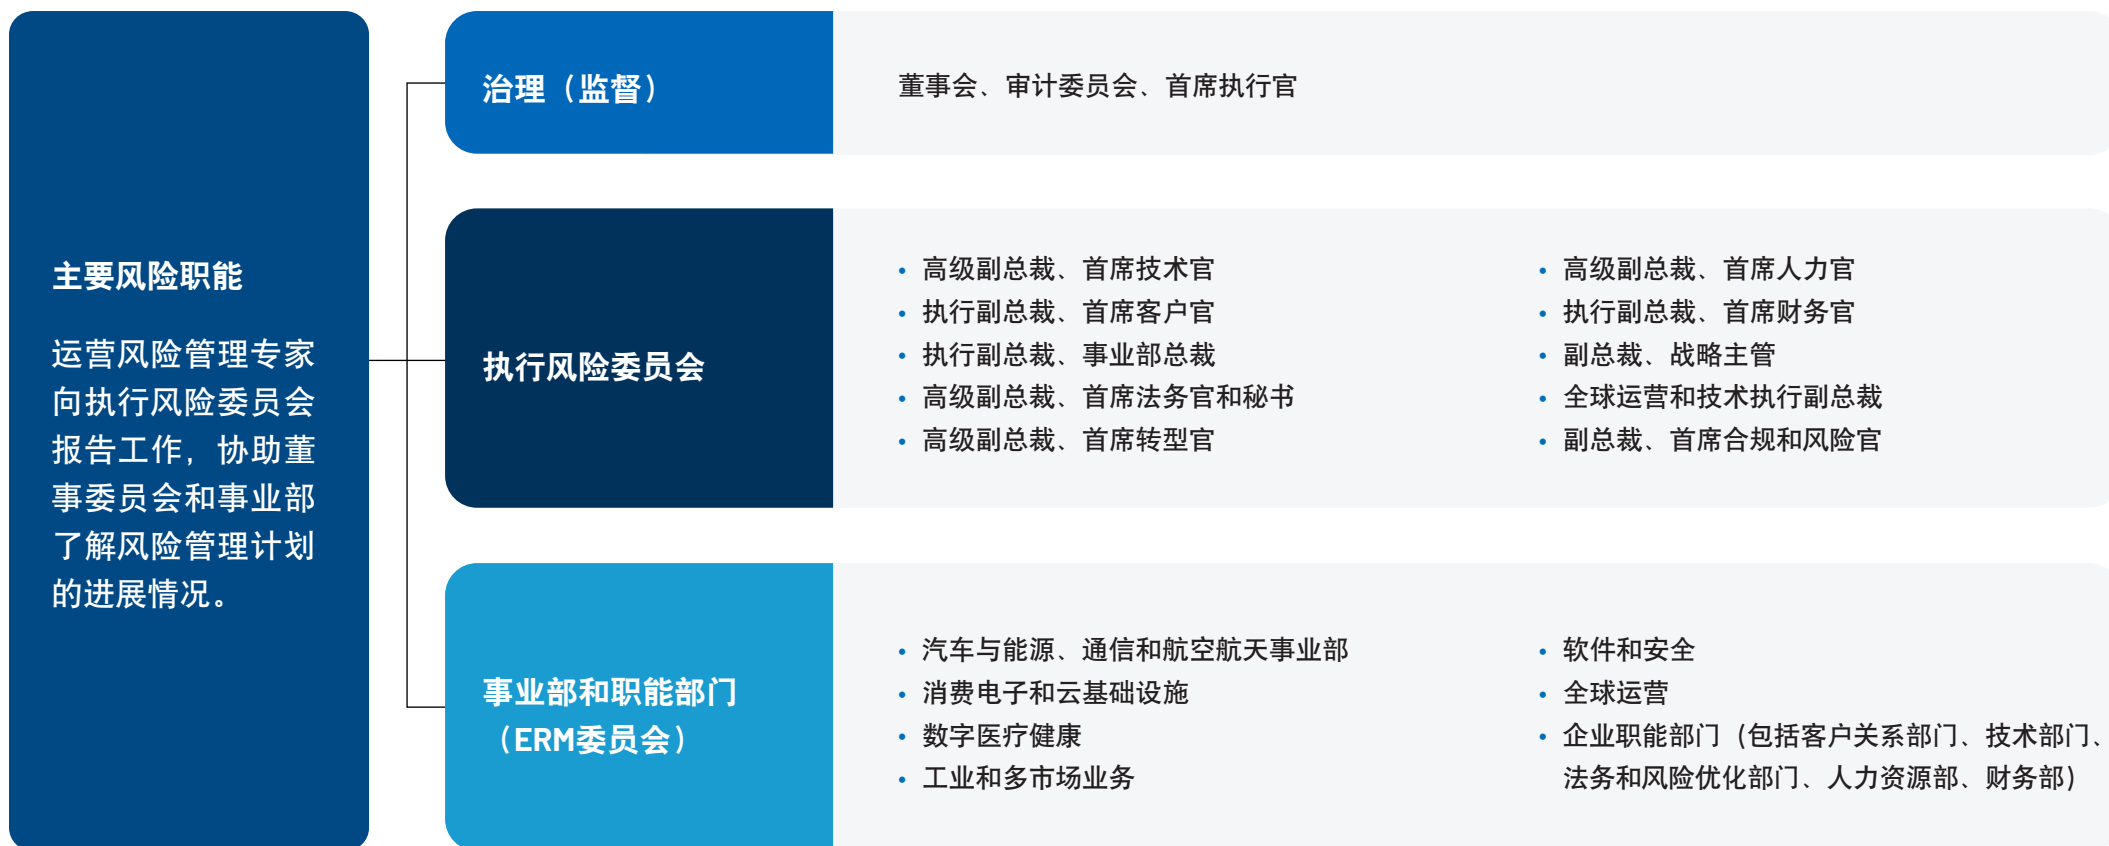 主要风险职能
运营风险管理专家
向执行风险委员会
报告工作，协助董
事委员会和事业部
了解风险管理计划
的进展情况。
治理（监督）
董事会、审计委员会、首席执行官
执行风险委员会
• 高级副总裁、首席技术官
• 执行副总裁、首席客户官
• 执行副总裁、事业部总裁
• 高级副总裁、首席法务官和秘书
• 高级副总裁、首席转型官
• 高级副总裁、首席人力官
• 执行副总裁、首席财务官
• 副总裁、战略主管
• 全球运营和技术执行副总裁
• 副总裁、首席合规和风险官
事业部和职能部门
（ERM委员会）
• 汽车与能源、通信和航空航天事业部
• 消费电子和云基础设施
• 数字医疗健康
• 工业和多市场业务
• 软件和安全
• 全球运营
• 企业职能部门（包括客户关系部门、技术部门、
法务和风险优化部门、人力资源部、财务部）